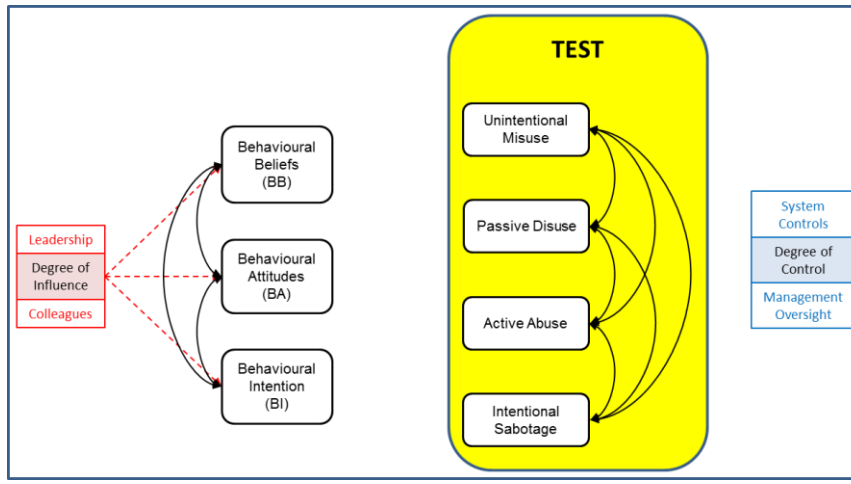 TEST
Unintentional
Misuse
Behavioural
Beliefs
(BB)
Passive Disuse
System
Controls
Leadership
Degree of
Influence
Colleagues
Behavioural
Attitudes
(BA)
Degree of
Control
Management
Oversight
Active Abuse
Behavioural
Intention
(BI)
Intentional
Sabotage